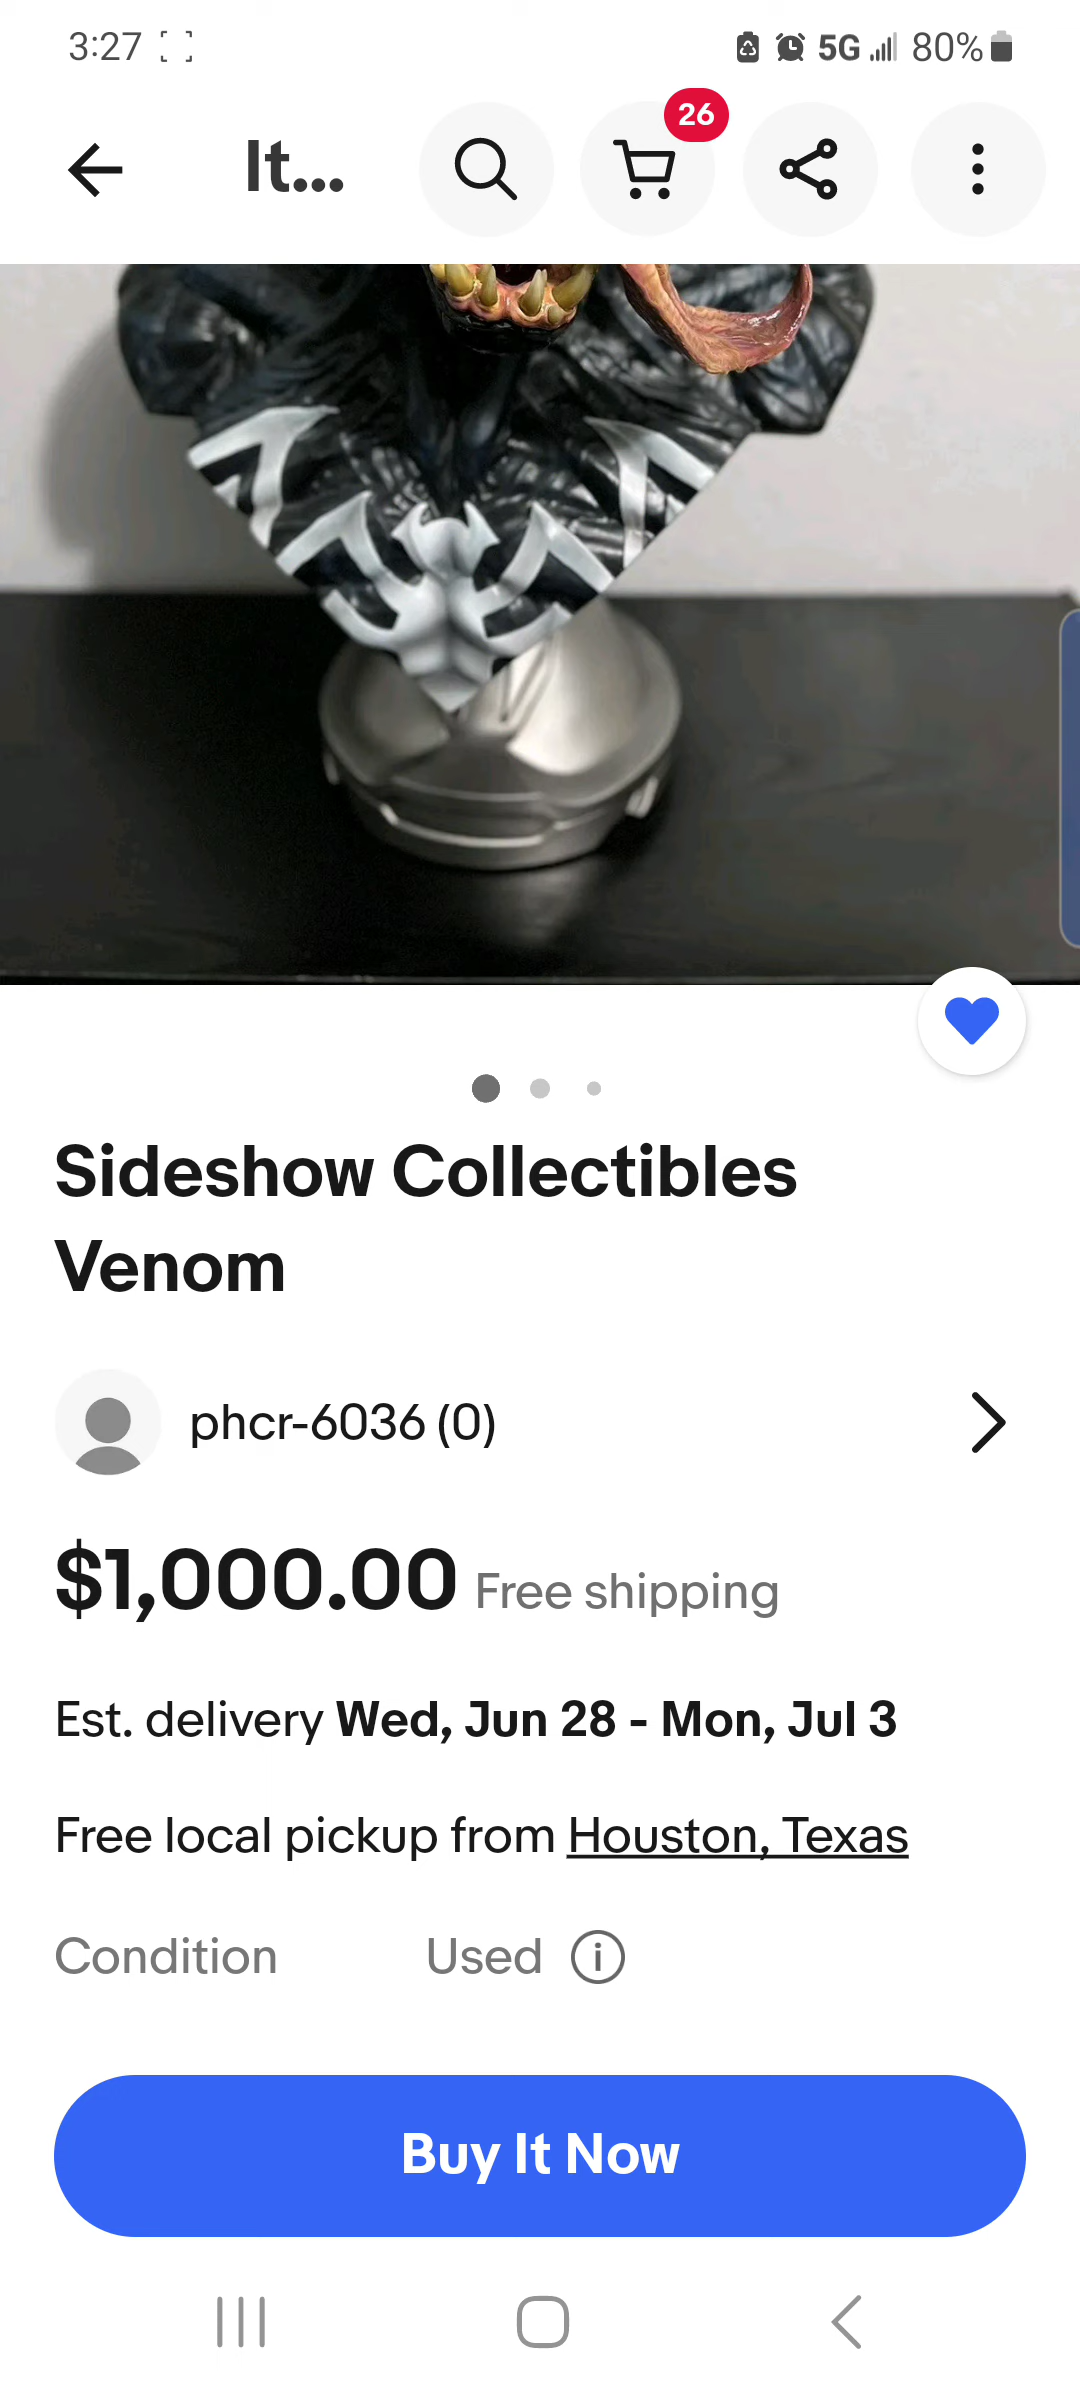 3:27
5G
80%
It...
26
Sideshow Collectibles
Venom
phcr-6036 (0)
$1,000.00 Free shipping
Est. delivery Wed, Jun 28 - Mon, Jul 3
Free local pickup from Houston, Texas
Condition Used
Buy It Now